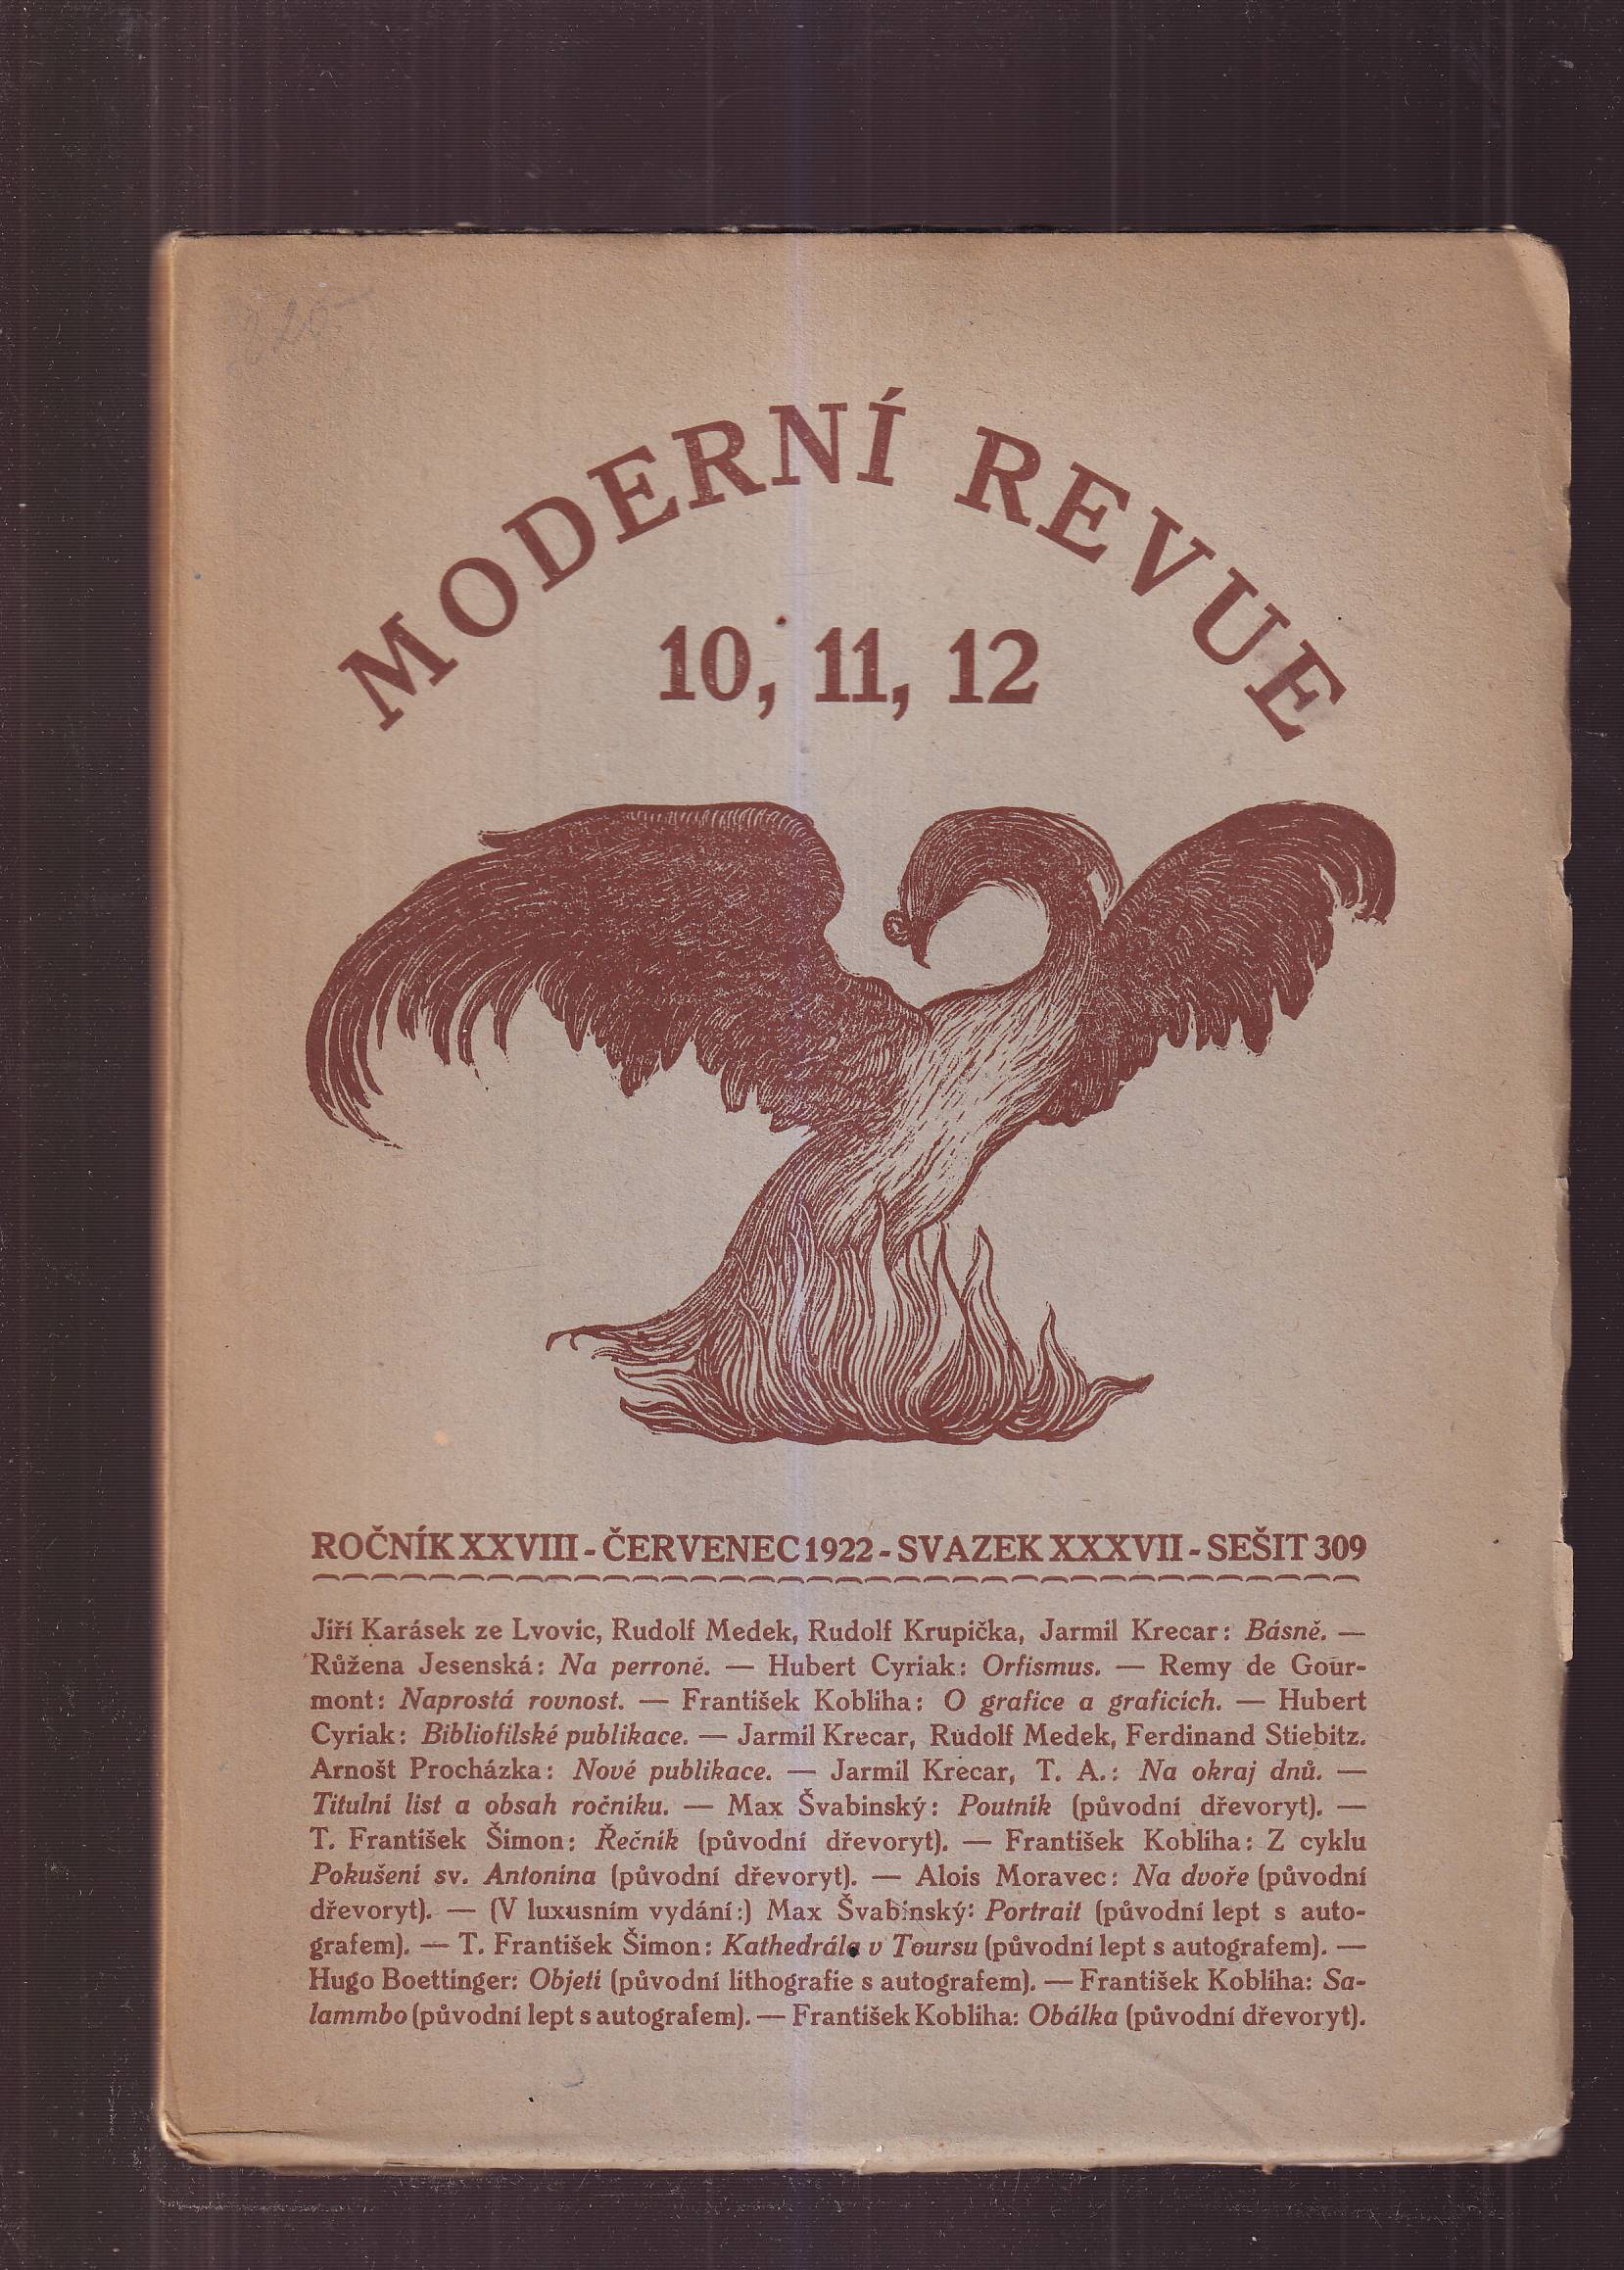 MODERNÍ REVUE
10, 11, 12
ROČNÍK XXVIII - ČERVENEC 1922 - SVAZEK XXXVII - SEŠIT 309
Jiří Karásek ze Lvovic, Rudolf Medek, Rudolf Krupička, Jarmil Krecar: Básně. —
Růžena Jesenská: Na perroně. — Hubert Cyriak: Orfismus. — Remy de Gour-
mont: Naprostá rovnost. — František Kobliha: O grafice a graficích. — Hubert
Cyriak: Bibliofilské publikace. — Jarmil Krecar, Rudolf Medek, Ferdinand Stiebitz.
Arnošt Procházka: Nové publikace. — Jarmil Krecar, T. A.: Na okraj dnů. —
Titulní list a obsah ročníku. — Max Švabinský: Poutník (původní dřevoryt). —
T. František Šimon: Řečník (původní dřevoryt). — František Kobliha: Z cyklu
Pokušení sv. Antonína (původní dřevoryt). — Alois Moravec: Na dvoře (původní
dřevoryt). — (V luxusním vydání:) Max Švabinský: Portrait (původní lept s auto-
grafem). — T. František Šimon: Kathedrála v Toursu (původní lept s autografem). —
Hugo Boettinger: Objetí (původní lithografie s autografem). — František Kobliha: Sa-
lammbo (původní lept s autografem). — František Kobliha: Obálka (původní dřevoryt).